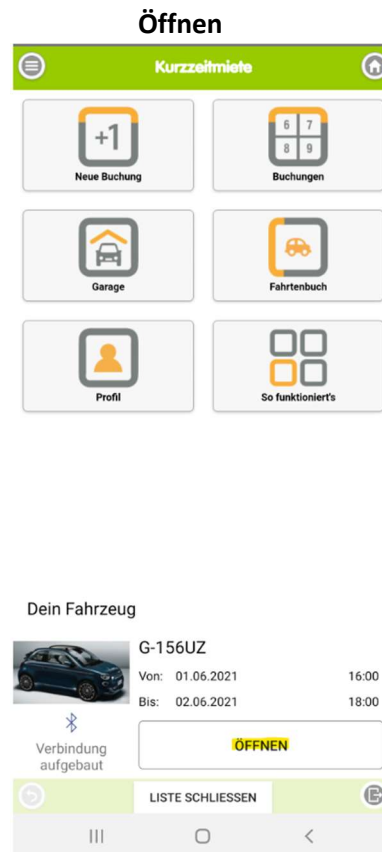 Öffnen
Kurzzeitmiete
+1
Neue Buchung
6 7
8 9
Buchungen
Garage
Fahrtenbuch
Profil
So funktioniert's
Dein Fahrzeug
G-156UZ
Von: 01.06.2021 16:00
Bis: 02.06.2021 18:00
Verbindung
aufgebaut
ÖFFNEN
LISTE SCHLIESSEN